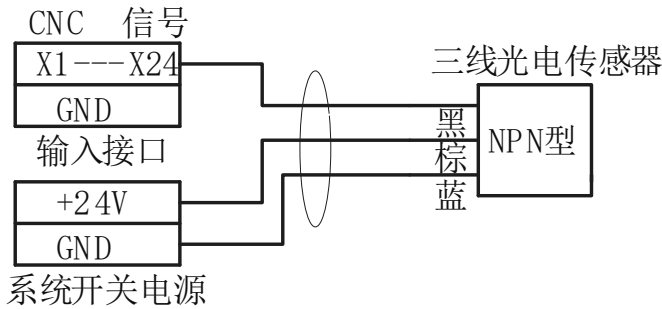 CNC 信号
X1---X24
GND
输入接口
+24V
GND
系统开关电源
三线光电传感器
黑
棕
蓝
NPN型